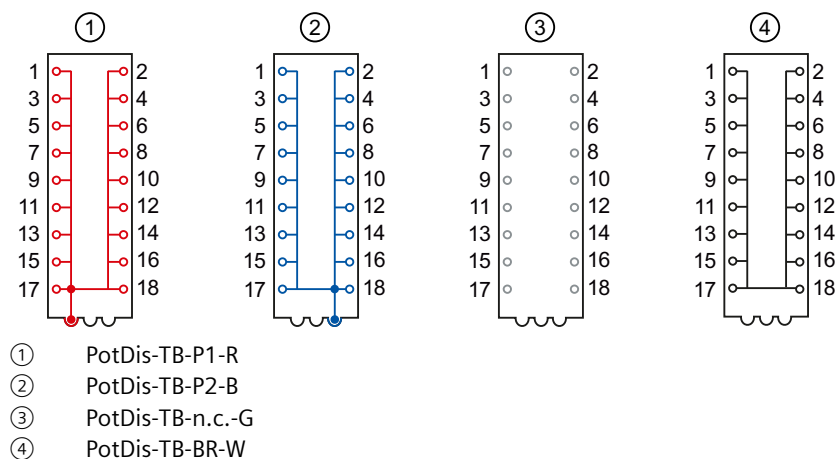 ① ② ③ ④
1 2 1 2 1 2 1 2
3 4 3 4 3 4 3 4
5 6 5 6 5 6 5 6
7 8 7 8 7 8 7 8
9 10 9 10 9 10 9 10
11 12 11 12 11 12 11 12
13 14 13 14 13 14 13 14
15 16 15 16 15 16 15 16
17 18 17 18 17 18 17 18
① PotDis-TB-P1-R
② PotDis-TB-P2-B
③ PotDis-TB-n.c.-G
④ PotDis-TB-BR-W